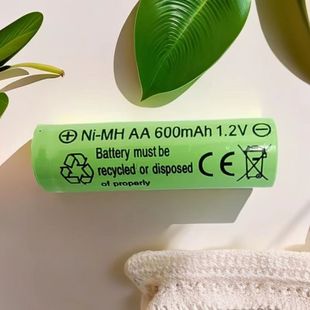 Ni-MH AA 600mAh 1.2V
Battery must be
recycled or disposed
of properly
CE